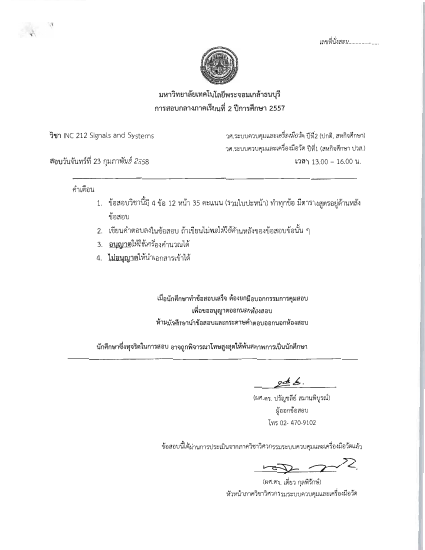 เลขที่นั่งสอบ................
มหาวิทยาลัยเทคโนโลยีพระจอมเกล้าธนบุรี
การสอบกลางภาคเรียนที่ 2 ปีการศึกษา 2557
วิชา INC 212 Signals and Systems
วศ.ระบบควบคุมและเครื่องมือวัด ปีที่2 (ปกติ, สหกิจศึกษา)
วศ.ระบบควบคุมและเครื่องมือวัด ปีที่1 (สหกิจศึกษา ปวส.)
สอบวันจันทร์ที่ 23 กุมภาพันธ์ 2558
เวลา 13.00 – 16.00 น.
คำเตือน
1. ข้อสอบวิชานี้มี 4 ข้อ 12 หน้า 35 คะแนน (รวมใบปะหน้า) ทำทุกข้อ มีตารางสูตรอยู่ด้านหลัง
ข้อสอบ
2. เขียนคำตอบลงในข้อสอบ ถ้าเขียนไม่พอให้ใช้ด้านหลังของข้อสอบข้อนั้น ๆ
3. อนุญาตให้ใช้เครื่องคำนวณได้
4. ไม่อนุญาตให้นำเอกสารเข้าได้
เมื่อนักศึกษาทำข้อสอบเสร็จ ต้องยกมือบอกกรรมการคุมสอบ
เพื่อขออนุญาตออกนอกห้องสอบ
ห้ามนักศึกษานำข้อสอบและกระดาษคำตอบออกนอกห้องสอบ
นักศึกษาซึ่งทุจริตในการสอบ อาจถูกพิจารณาโทษสูงสุดให้พ้นสภาพการเป็นนักศึกษา
(ผศ.ดร. ปรัญชลีย์ สมานพิบูรณ์)
ผู้ออกข้อสอบ
โทร 02- 470-9102
ข้อสอบนี้ได้ผ่านการประเมินจากภาควิชาวิศวกรรมระบบควบคุมและเครื่องมือวัดแล้ว
(ผศ.ดร. เดี่ยว กุลพิรักษ์)
หัวหน้าภาควิชาวิศวกรรมระบบควบคุมและเครื่องมือวัด